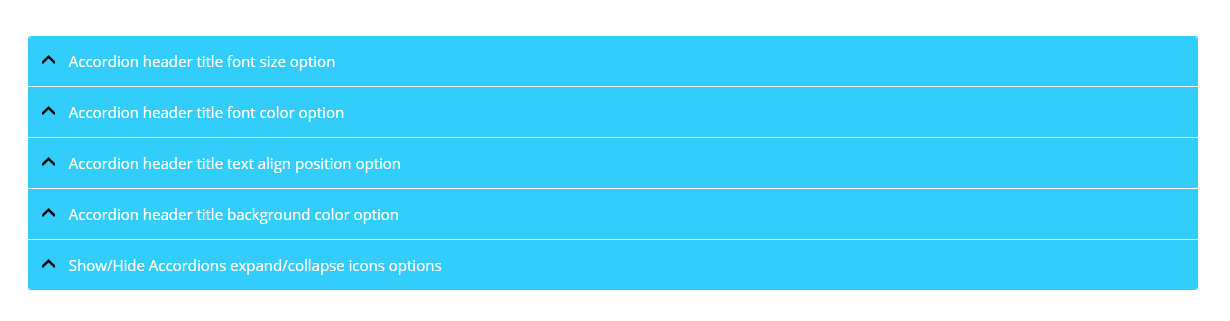 Accordion header title font size option
Accordion header title font color option
Accordion header title text align position option
Accordion header title background color option
Show/Hide Accordions expand/collapse icons options